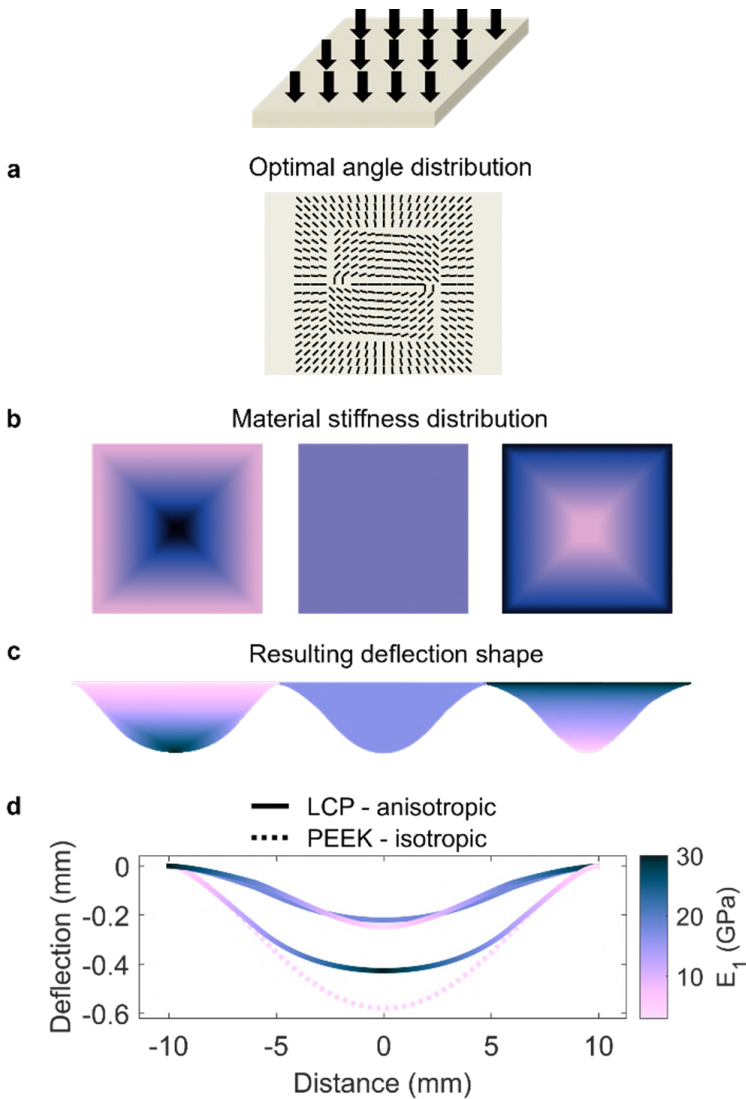 a
Optimal angle distribution
b
Material stiffness distribution
c
Resulting deflection shape
d
LCP - anisotropic
PEEK - isotropic
Deflection (mm)
0
-0.2
-0.4
-0.6
-10
-5
0
5
10
Distance (mm)
30
20
10
E₁ (GPa)